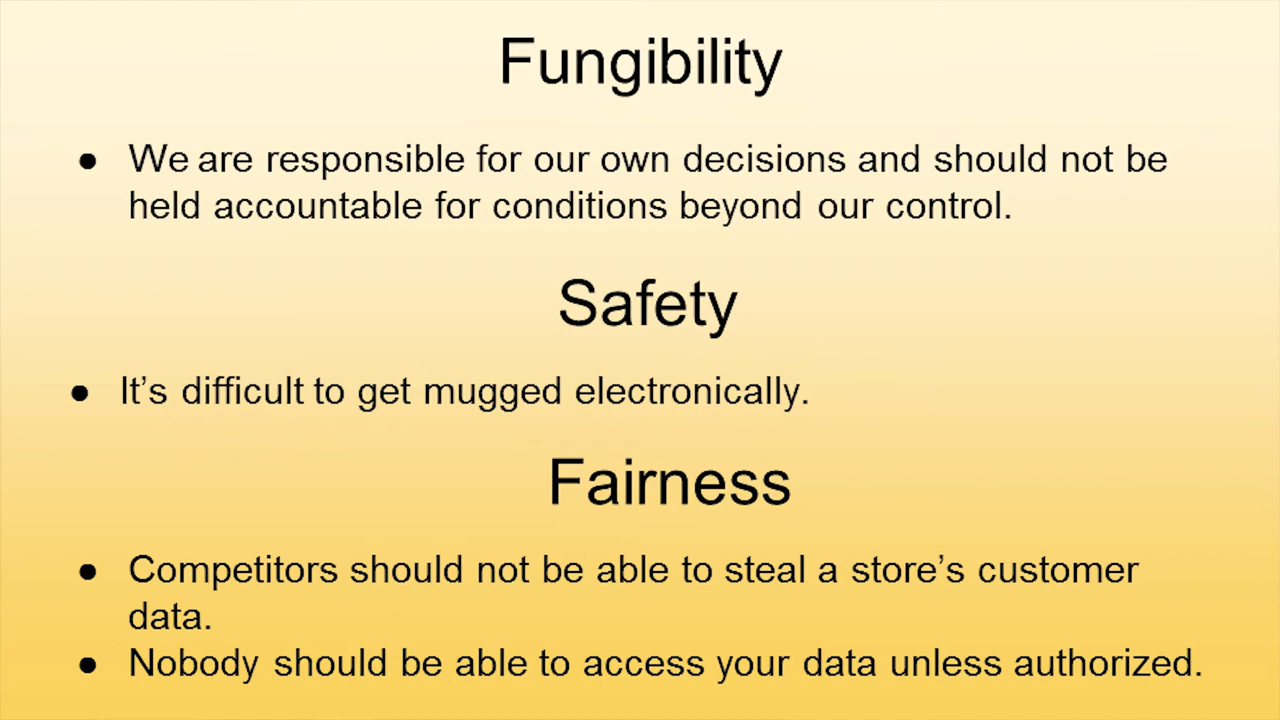 Fungibility
● We are responsible for our own decisions and should not be
held accountable for conditions beyond our control.
Safety
● It’s difficult to get mugged electronically.
Fairness
● Competitors should not be able to steal a store’s customer
data.
● Nobody should be able to access your data unless authorized.